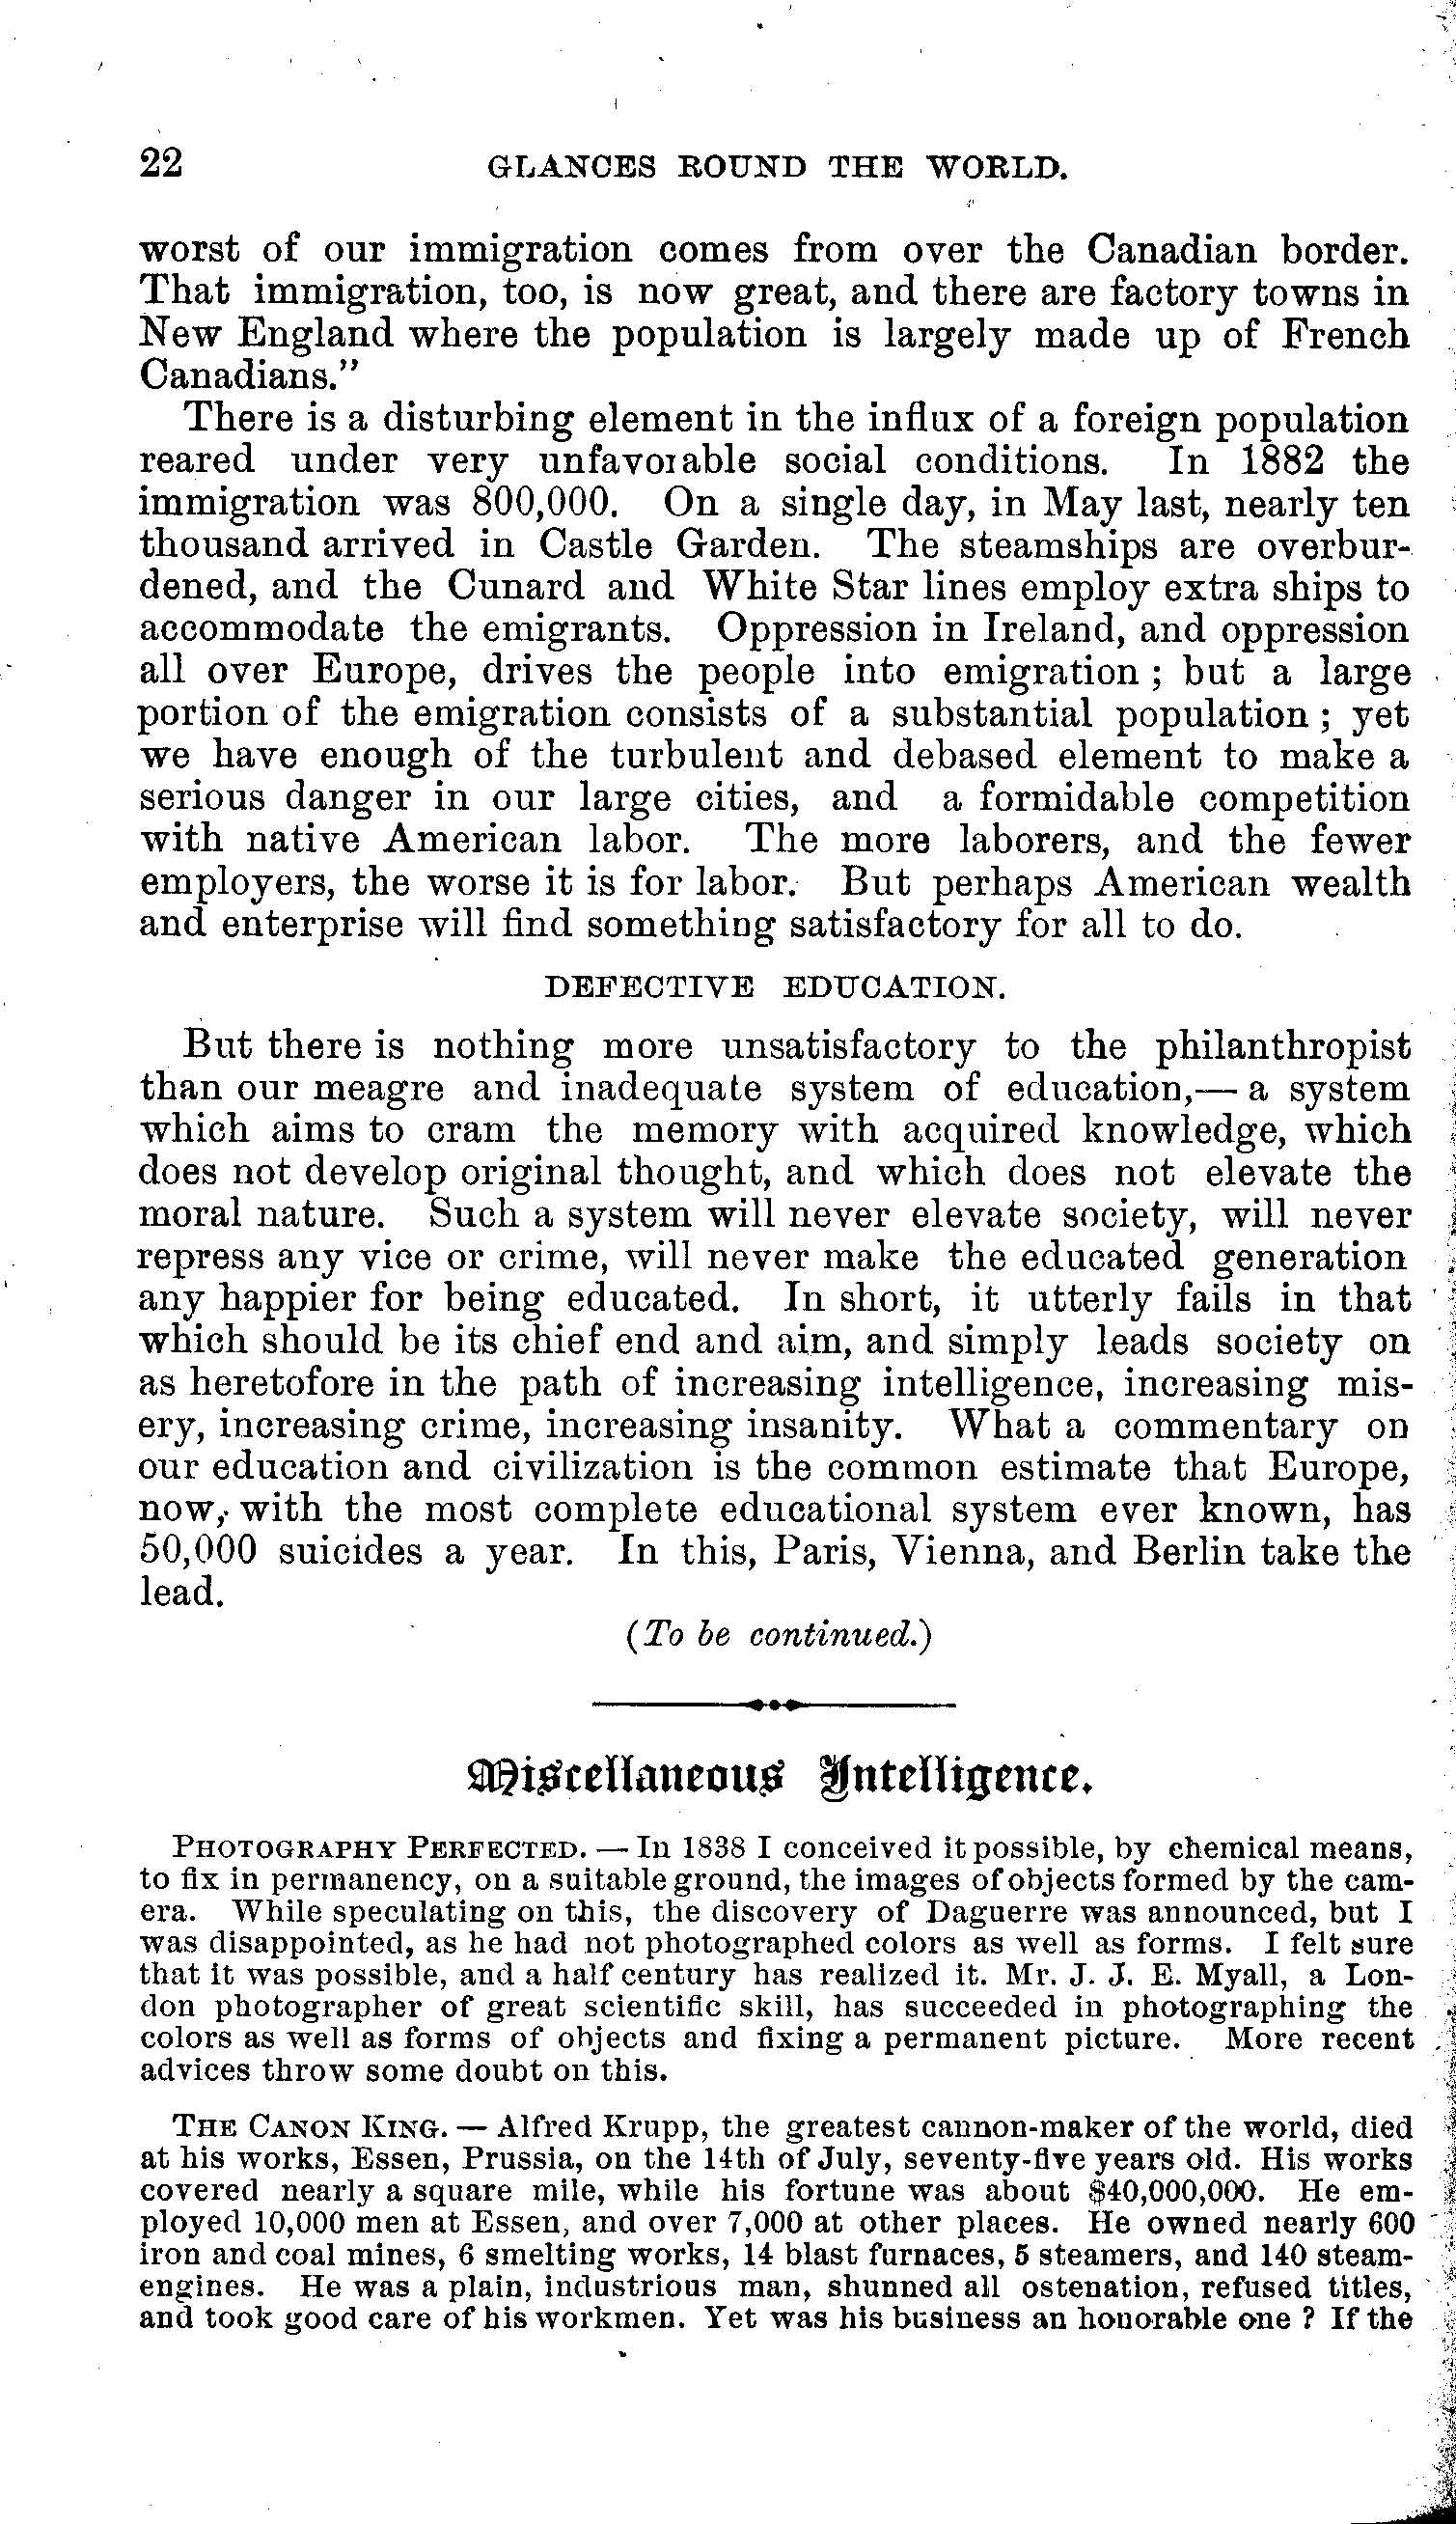 22 GLANCES ROUND THE WORLD.
worst of our immigration comes from over the Canadian border.
That immigration, too, is now great, and there are factory towns in
New England where the population is largely made up of French
Canadians."
There is a disturbing element in the influx of a foreign population
reared under very unfavorable social conditions. In 1882 the
immigration was 800,000. On a single day, in May last, nearly ten
thousand arrived in Castle Garden. The steamships are overbur-
dened, and the Cunard and White Star lines employ extra ships to
accommodate the emigrants. Oppression in Ireland, and oppression
all over Europe, drives the people into emigration ; but a large
portion of the emigration consists of a substantial population ; yet
we have enough of the turbulent and debased element to make a
serious danger in our large cities, and a formidable competition
with native American labor. The more laborers, and the fewer
employers, the worse it is for labor. But perhaps American wealth
and enterprise will find something satisfactory for all to do.
DEFECTIVE EDUCATION.
But there is nothing more unsatisfactory to the philanthropist
than our meagre and inadequate system of education,— a system
which aims to cram the memory with acquired knowledge, which
does not develop original thought, and which does not elevate the
moral nature. Such a system will never elevate society, will never
repress any vice or crime, will never make the educated generation
any happier for being educated. In short, it utterly fails in that
which should be its chief end and aim, and simply leads society on
as heretofore in the path of increasing intelligence, increasing mis-
ery, increasing crime, increasing insanity. What a commentary on
our education and civilization is the common estimate that Europe,
now, with the most complete educational system ever known, has
50,000 suicides a year. In this, Paris, Vienna, and Berlin take the
lead.
(To be continued.)
Miscellaneous Intelligence.
PHOTOGRAPHY PERFECTED. — In 1838 I conceived it possible, by chemical means,
to fix in permanency, on a suitable ground, the images of objects formed by the cam-
era. While speculating on this, the discovery of Daguerre was announced, but I
was disappointed, as he had not photographed colors as well as forms. I felt sure
that it was possible, and a half century has realized it. Mr. J. J. E. Myall, a Lon-
don photographer of great scientific skill, has succeeded in photographing the
colors as well as forms of objects and fixing a permanent picture. More recent
advices throw some doubt on this.
THE CANON KING. — Alfred Krupp, the greatest cannon-maker of the world, died
at his works, Essen, Prussia, on the 14th of July, seventy-five years old. His works
covered nearly a square mile, while his fortune was about $40,000,000. He em-
ployed 10,000 men at Essen, and over 7,000 at other places. He owned nearly 600
iron and coal mines, 6 smelting works, 14 blast furnaces, 5 steamers, and 140 steam-
engines. He was a plain, industrious man, shunned all ostenation, refused titles,
and took good care of his workmen. Yet was his business an honorable one ? If the